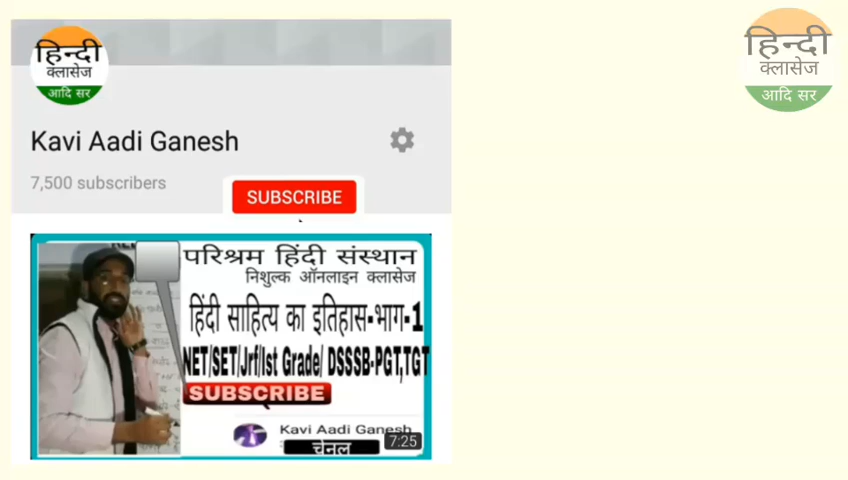 हिन्दी
क्लासेज
आदि सर
हिन्दी
क्लासेज
आदि सर
Kavi Aadi Ganesh
7,500 subscribers
SUBSCRIBE
परिश्रम हिंदी संस्थान
निशुल्क ऑनलाइन क्लासेज
हिंदी साहित्य का इतिहास-भाग-1
NET/SET/Jrf/Ist Grade/ DSSSB-PGT,TGT
SUBSCRIBE
Kavi Aadi Ganesh
चेनल
7:25